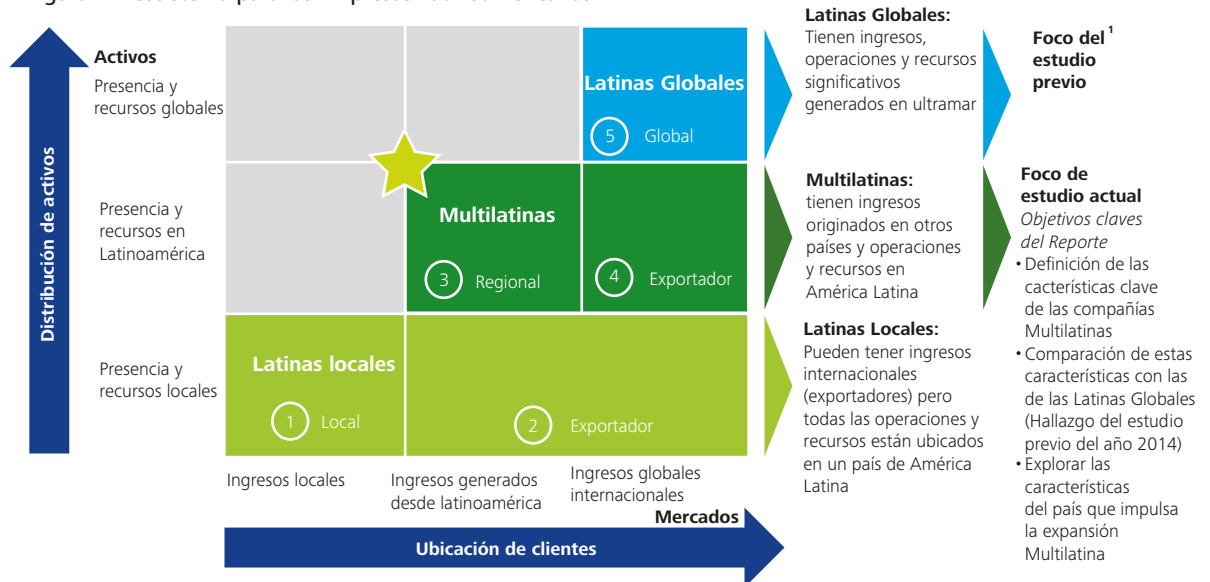 Activos
Presencia y
recursos globales
Presencia y
recursos en
Latinoamérica
Presencia y
recursos locales
Distribución de activos
Latinas Globales
5 Global
Multilatinas
3 Regional
4 Exportador
Latinas locales
1 Local
2 Exportador
Ingresos locales
Ingresos generados
desde latinoamérica
Ingresos globales
internacionales
Mercados
Ubicación de clientes
Latinas Globales:
Tienen ingresos,
operaciones y recursos
significativos
generados en ultramar
Multilatinas:
tienen ingresos
originados en otros
países y operaciones
y recursos en
América Latina
Latinas Locales:
Pueden tener ingresos
internacionales
(exportadores) pero
todas las operaciones y
recursos están ubicados
en un país de América
Latina
Foco del 1
estudio
previo
Foco de
estudio actual
Objetivos claves
del Reporte
• Definición de las
cacterísticas clave
de las compañías
Multilatinas
• Comparación de estas
características con las
de las Latinas Globales
(Hallazgo del estudio
previo del año 2014)
• Explorar las
características
del país que impulsa
la expansión
Multilatina